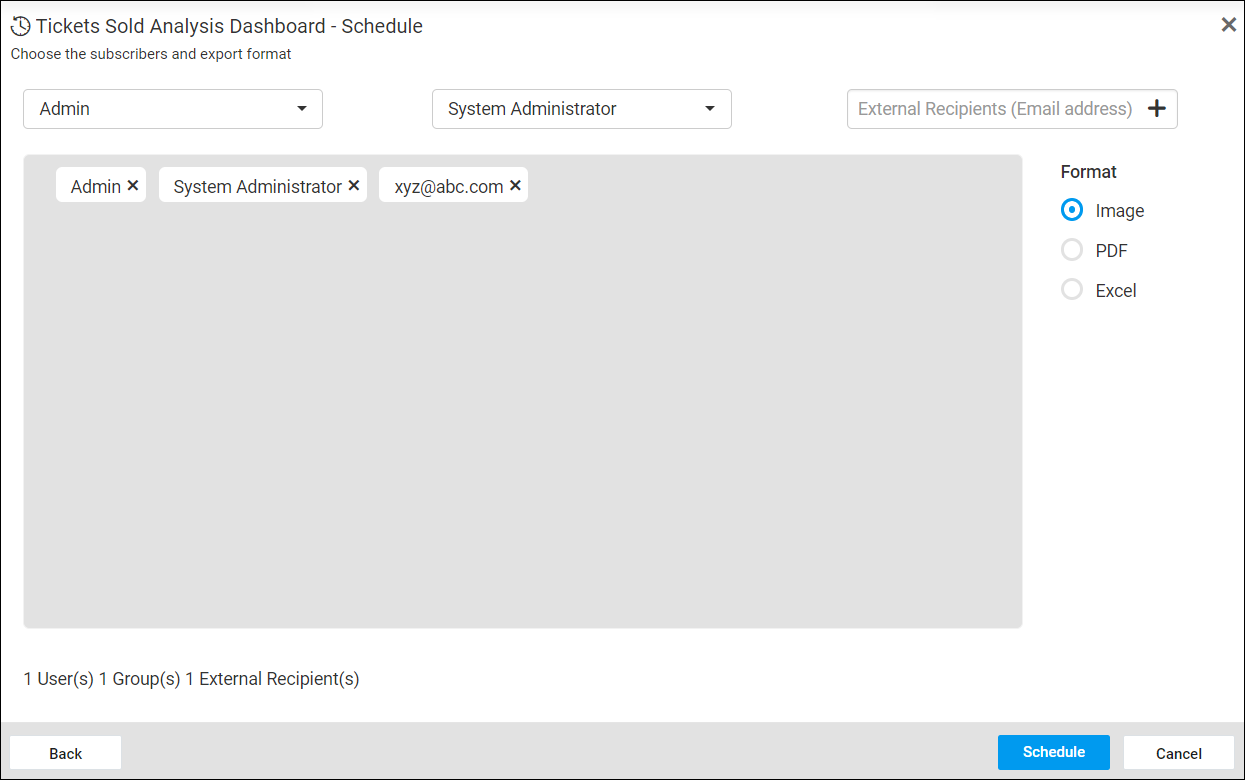 Tickets Sold Analysis Dashboard - Schedule
Choose the subscribers and export format
Admin
System Administrator
External Recipients (Email address)
Admin
System Administrator
xyz@abc.com
Format
Image
PDF
Excel
1 User(s) 1 Group(s) 1 External Recipient(s)
Back
Schedule
Cancel